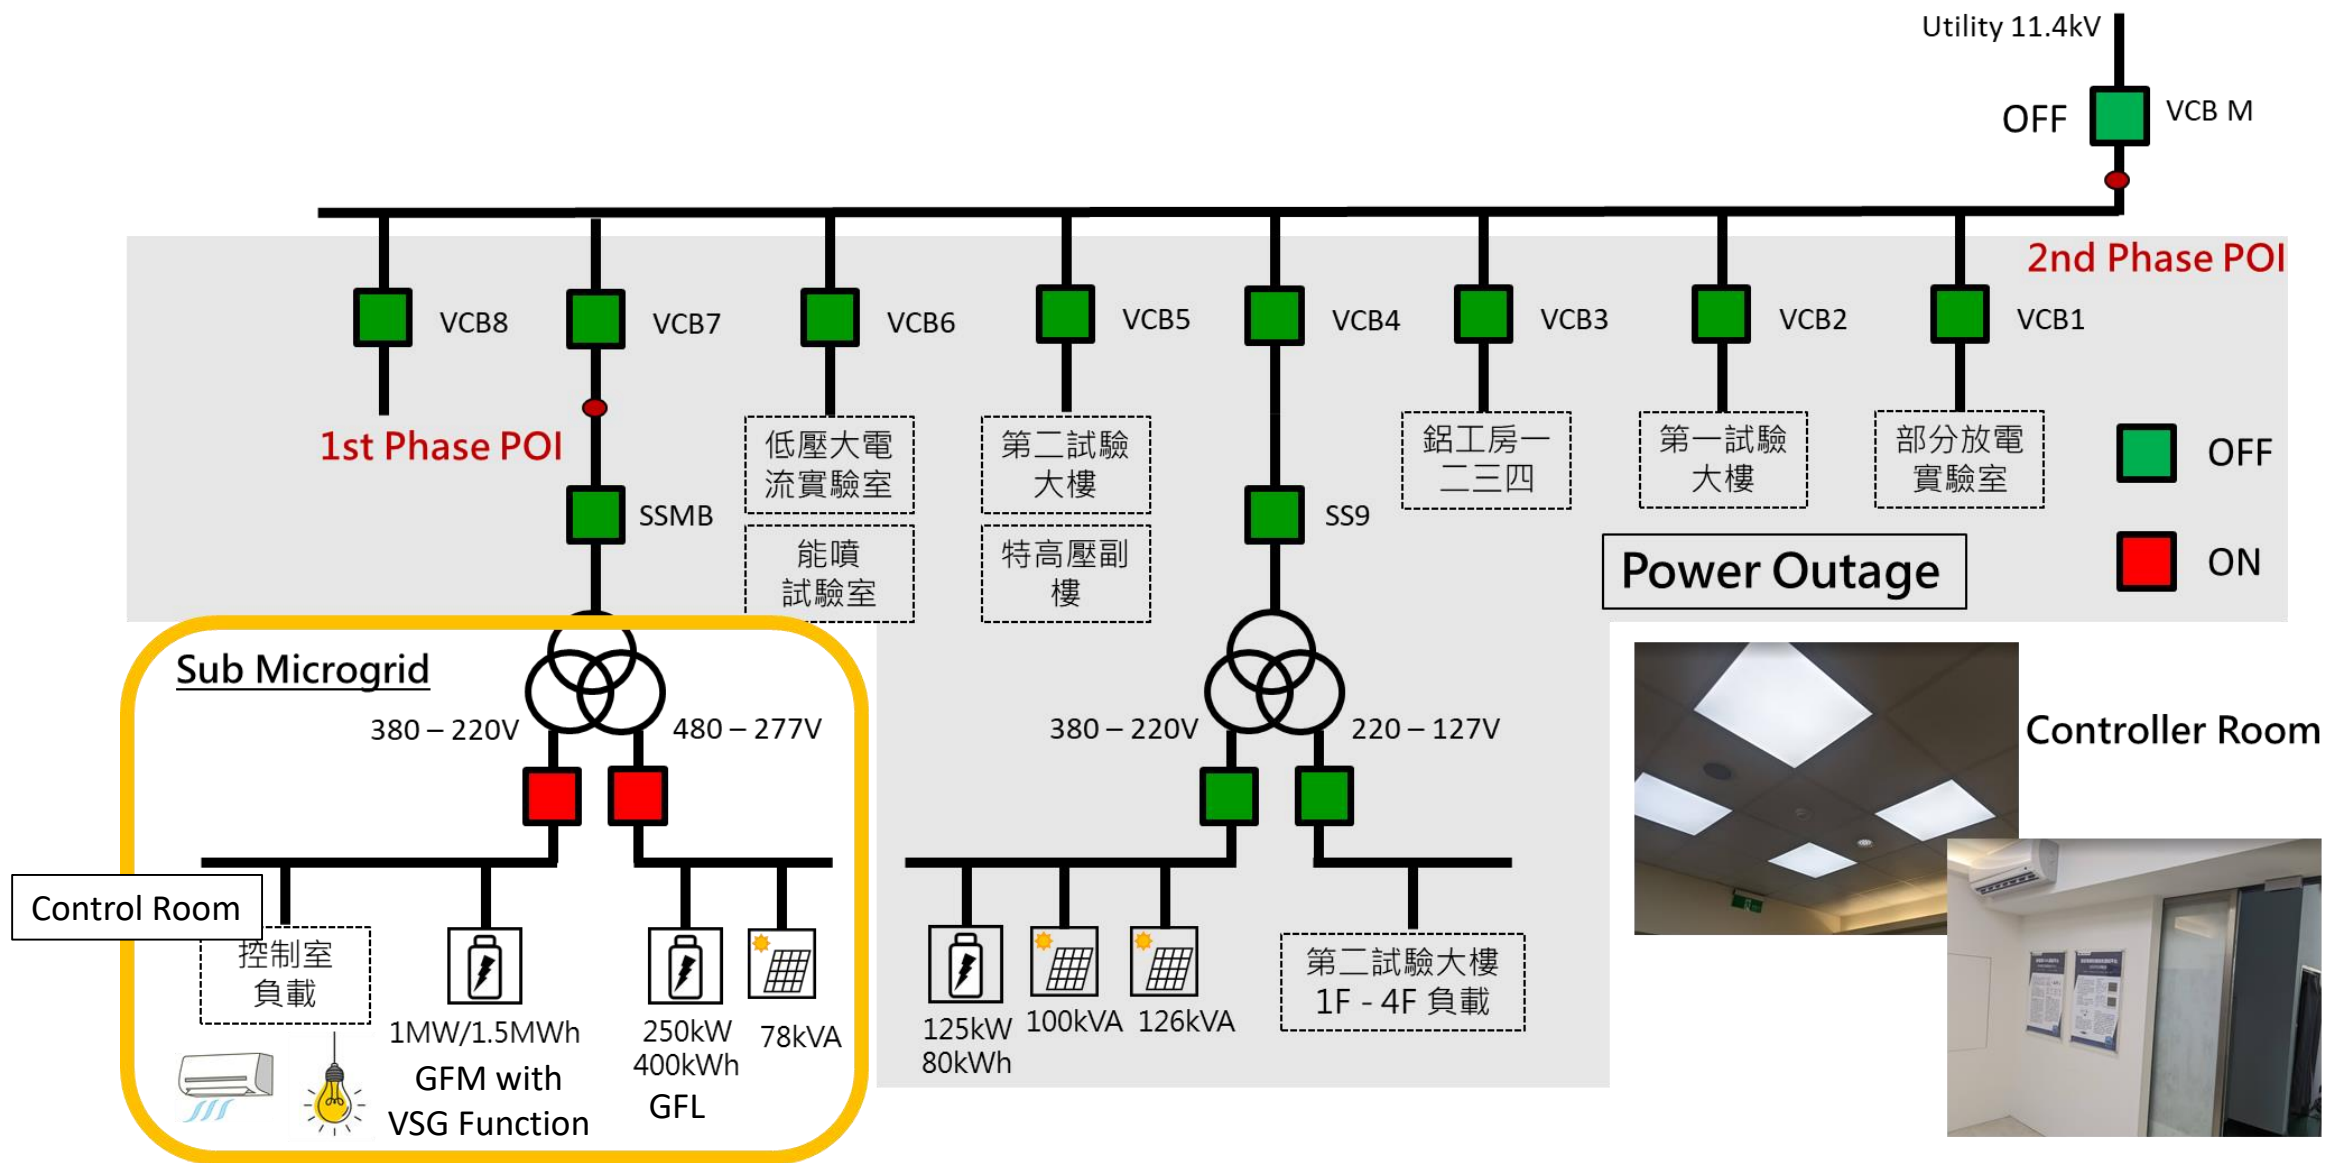 Utility 11.4kV
OFF
VCB M
2nd Phase POI
VCB8
VCB7
VCB6
VCB5
VCB4
VCB3
VCB2
VCB1
1st Phase POI
低壓大電
流實驗室
第二試驗
大樓
鋁工房一
二三四
第一試驗
大樓
部分放電
實驗室
OFF
SSMB
SS9
能噴
試驗室
特高壓副
樓
Power Outage
ON
Sub Microgrid
380 – 220V
480 – 277V
380 – 220V
220 – 127V
Controller Room
Control Room
控制室
負載
1MW/1.5MWh
GFM with
VSG Function
250kW
400kWh
GFL
78kVA
125kW
80kWh
100kVA
126kVA
第二試驗大樓
1F - 4F 負載